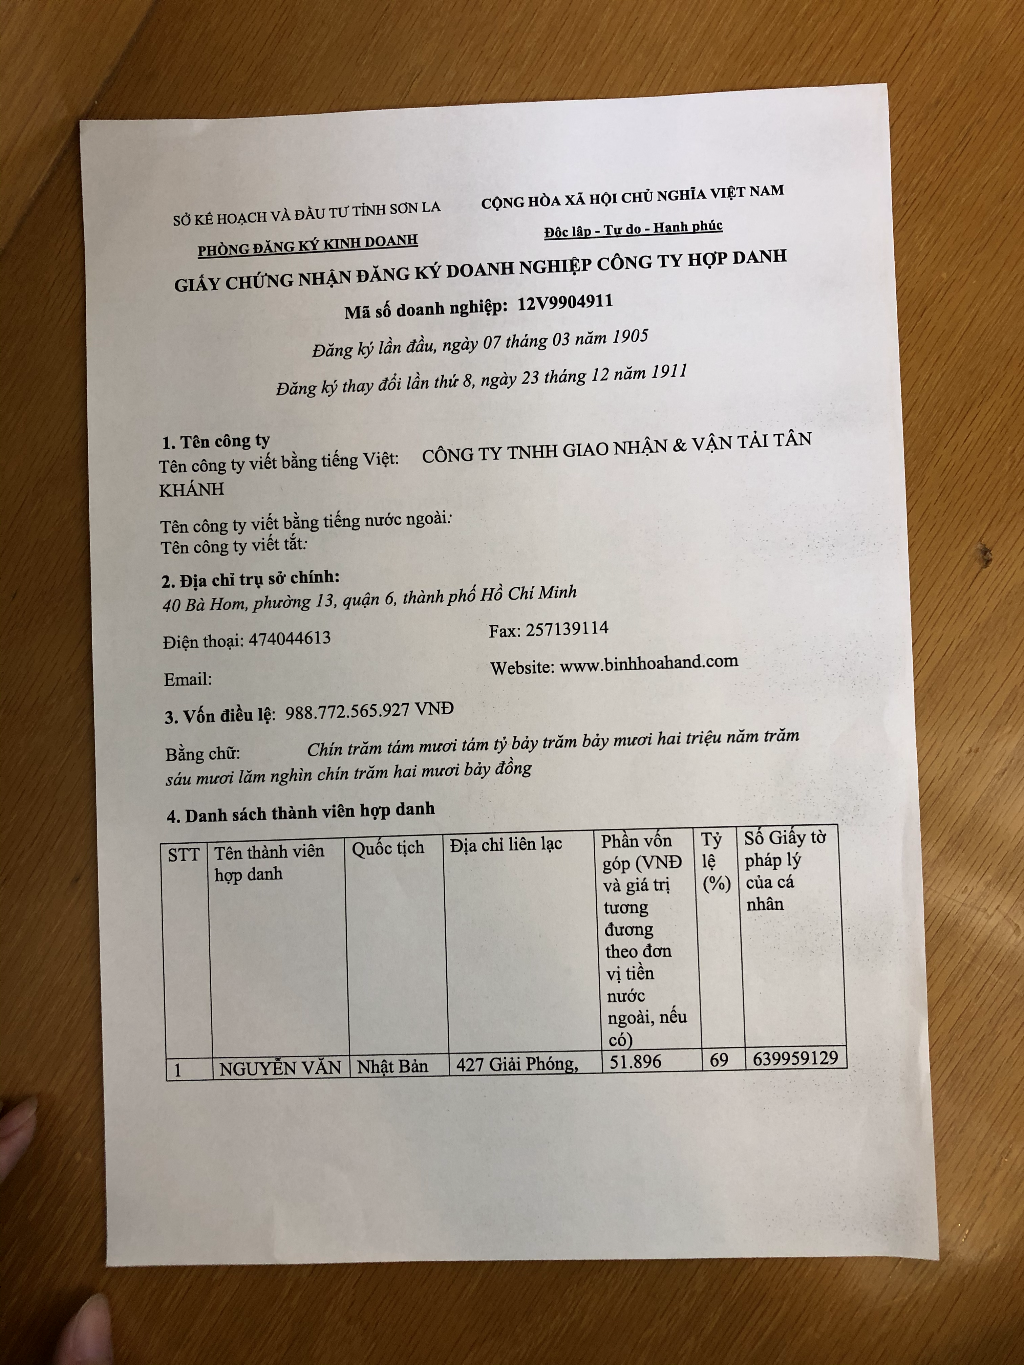 SỞ KẾ HOẠCH VÀ ĐẦU TƯ TỈNH SƠN LA
PHÒNG ĐĂNG KÝ KINH DOANH
CỘNG HÒA XÃ HỘI CHỦ NGHĨA VIỆT NAM
Độc lập - Tự do - Hạnh phúc
GIẤY CHỨNG NHẬN ĐĂNG KÝ DOANH NGHIỆP CÔNG TY HỢP DANH
Mã số doanh nghiệp: 12V9904911
Đăng ký lần đầu, ngày 07 tháng 03 năm 1905
Đăng ký thay đổi lần thứ 8, ngày 23 tháng 12 năm 1911
1. Tên công ty
Tên công ty viết bằng tiếng Việt: CÔNG TY TNHH GIAO NHẬN & VẬN TẢI TÂN
KHÁNH
Tên công ty viết bằng tiếng nước ngoài:
Tên công ty viết tắt:
2. Địa chỉ trụ sở chính:
40 Bà Hom, phường 13, quận 6, thành phố Hồ Chí Minh
Điện thoại: 474044613 Fax: 257139114
Email: Website: www.binhhoahand.com
3. Vốn điều lệ: 988.772.565.927 VNĐ
Bằng chữ: Chín trăm tám mươi tám tỷ bảy trăm bảy mươi hai triệu năm trăm
sáu mươi lăm nghìn chín trăm hai mươi bảy đồng
4. Danh sách thành viên hợp danh
STT
Tên thành viên
hợp danh
Quốc tịch
Địa chỉ liên lạc
Phần vốn
góp (VNĐ
và giá trị
tương
đương
theo đơn
vị tiền
nước
ngoài, nếu
có)
Tỷ
lệ
(%)
Số Giấy tờ
pháp lý
của cá
nhân
1 NGUYỄN VĂN Nhật Bản 427 Giải Phóng, 51.896 69 639959129